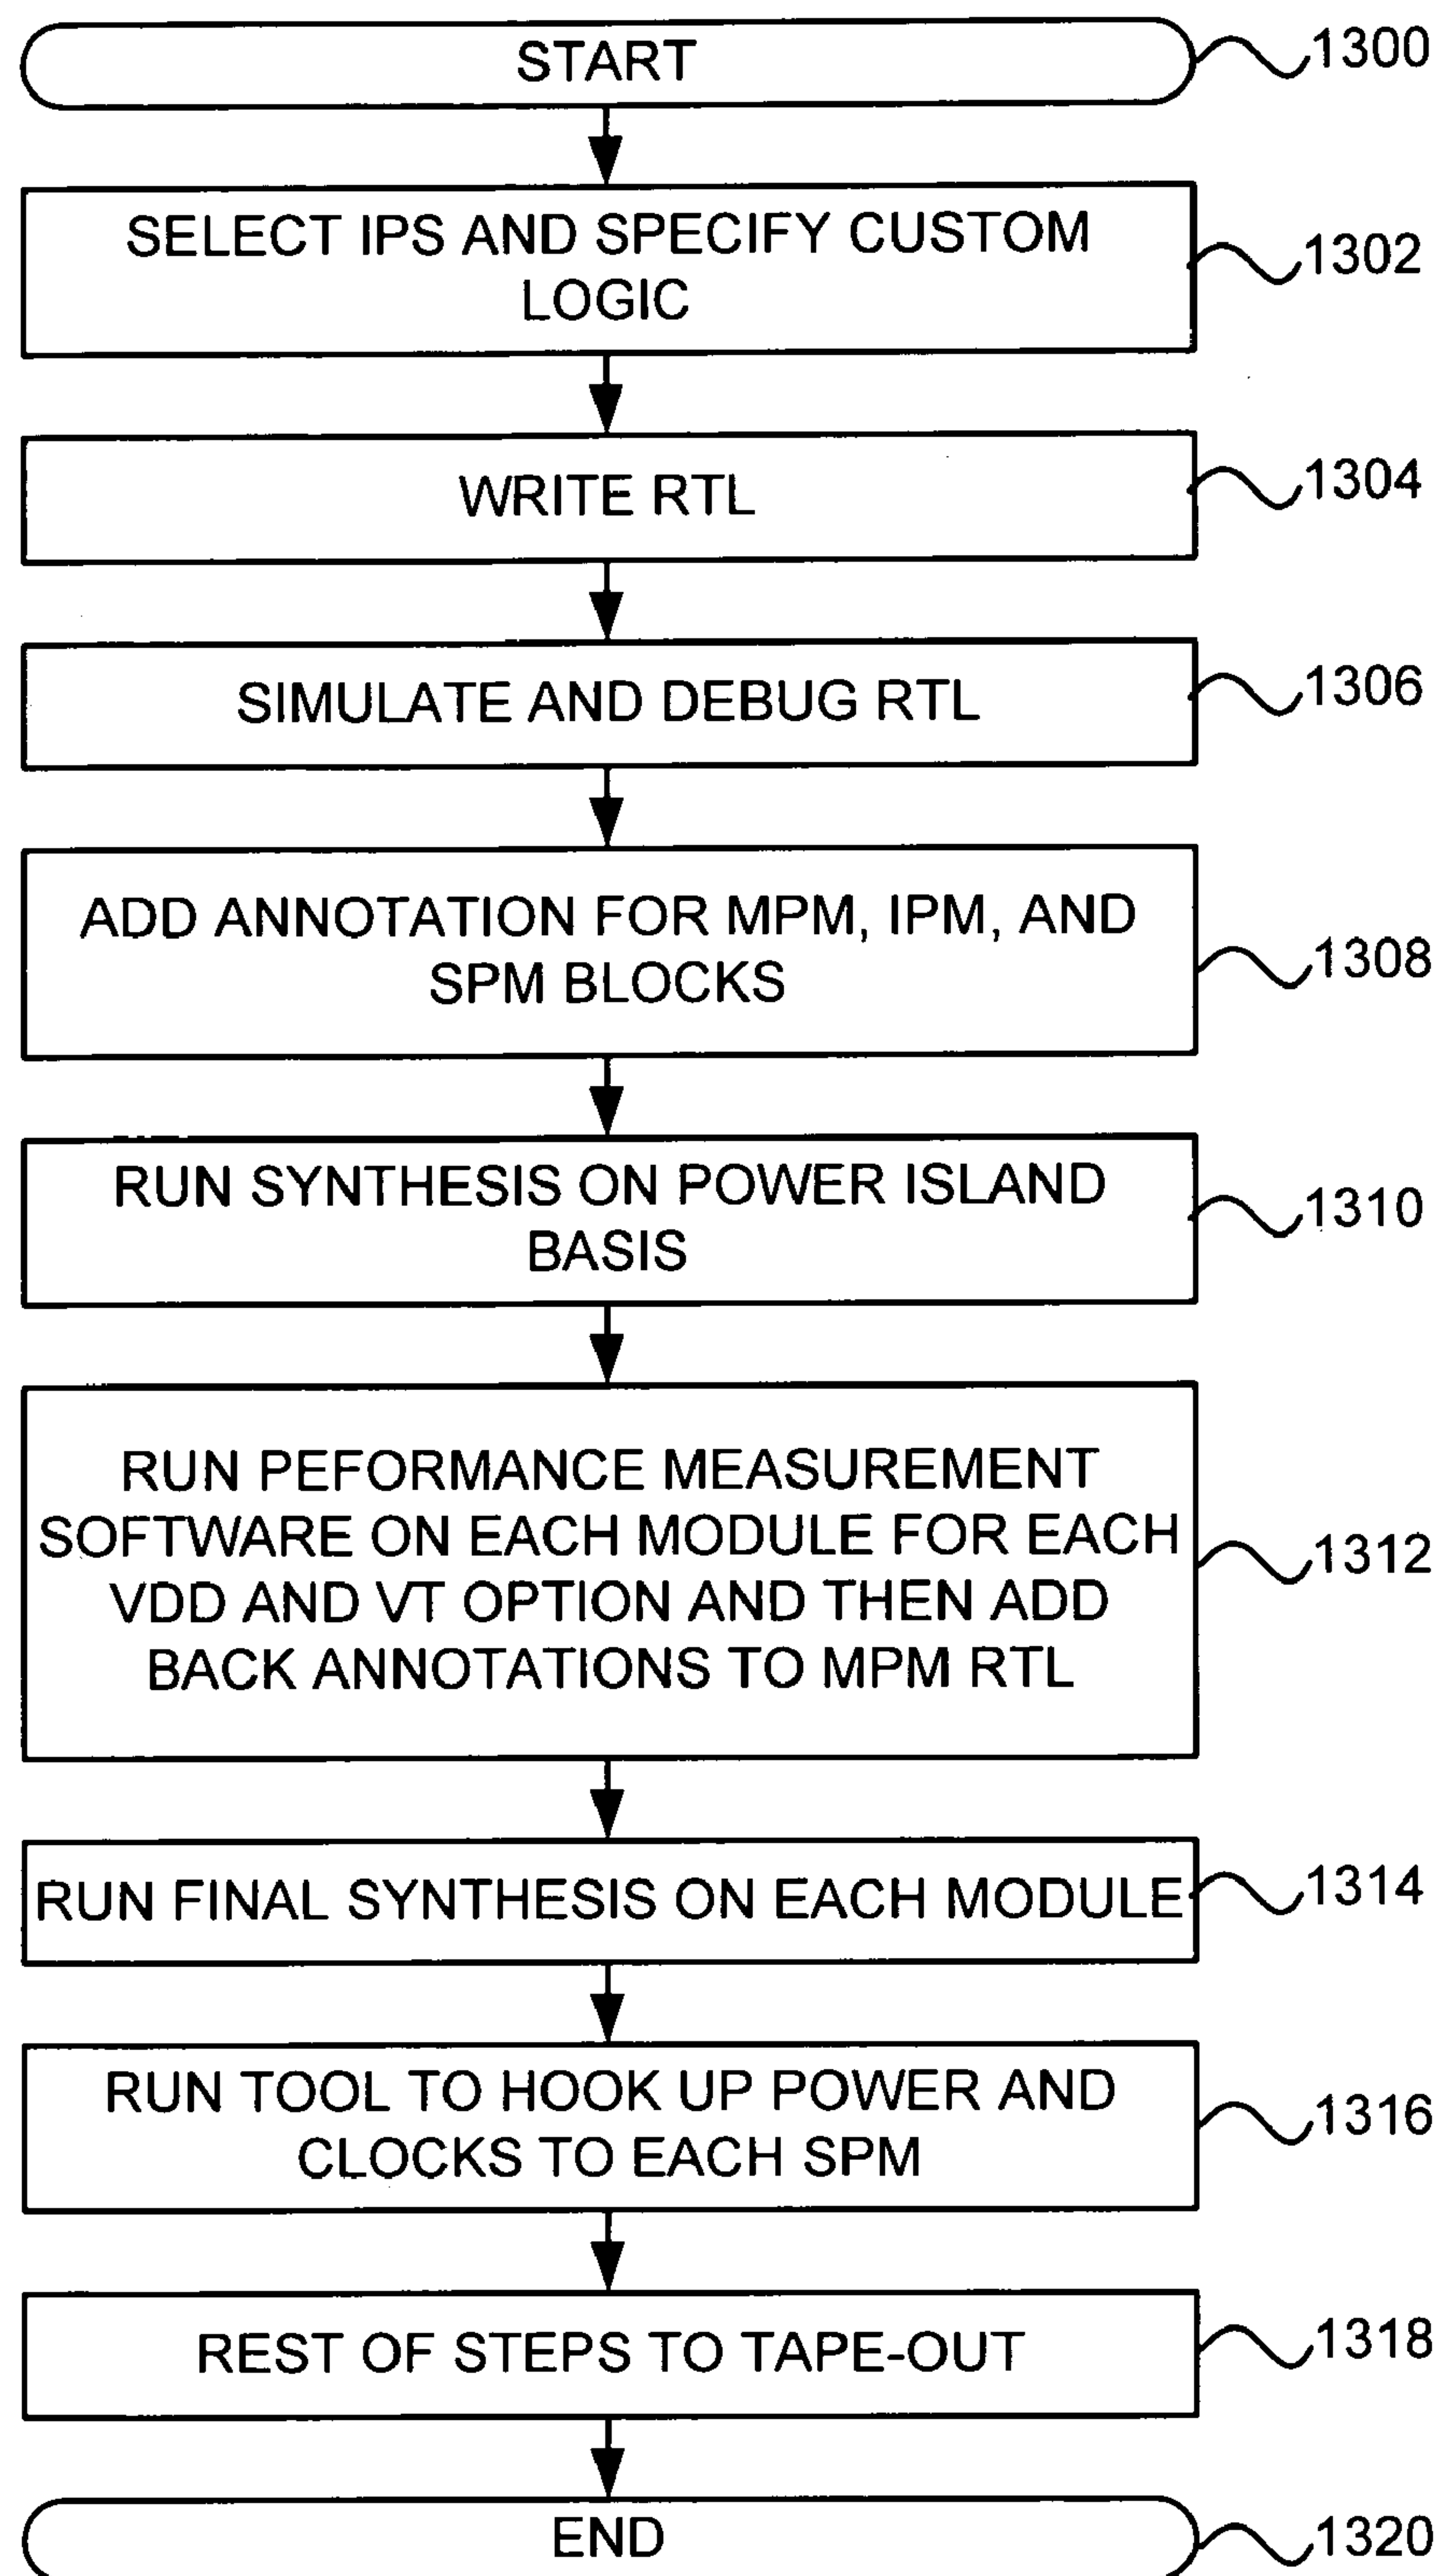 START
1300
SELECT IPS AND SPECIFY CUSTOM
LOGIC
1302
WRITE RTL
1304
SIMULATE AND DEBUG RTL
1306
ADD ANNOTATION FOR MPM, IPM, AND
SPM BLOCKS
1308
RUN SYNTHESIS ON POWER ISLAND
BASIS
1310
RUN PEFORMANCE MEASUREMENT
SOFTWARE ON EACH MODULE FOR EACH
VDD AND VT OPTION AND THEN ADD
BACK ANNOTATIONS TO MPM RTL
1312
RUN FINAL SYNTHESIS ON EACH MODULE
1314
RUN TOOL TO HOOK UP POWER AND
CLOCKS TO EACH SPM
1316
REST OF STEPS TO TAPE-OUT
1318
END
1320